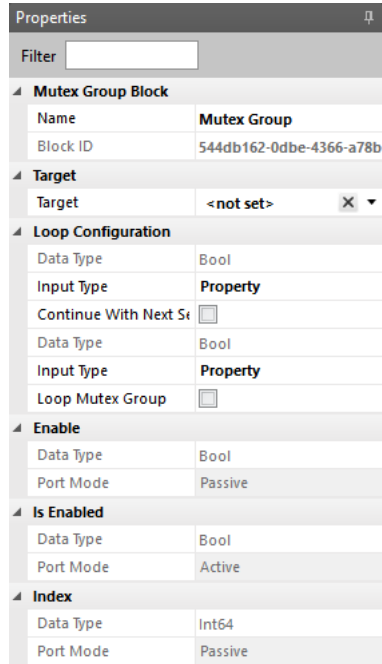 Properties
Filter
Mutex Group Block
Name Mutex Group
Block ID 544db162-0dbe-4366-a78b
Target
Target <not set>
Loop Configuration
Data Type Bool
Input Type Property
Continue With Next Se
Data Type Bool
Input Type Property
Loop Mutex Group
Enable
Data Type Bool
Port Mode Passive
Is Enabled
Data Type Bool
Port Mode Active
Index
Data Type Int64
Port Mode Passive